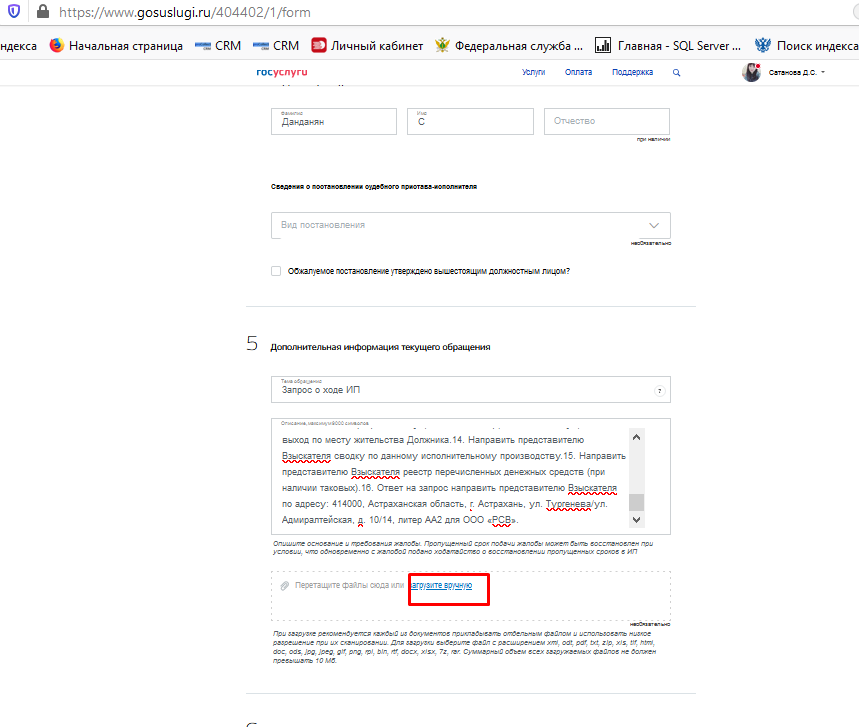 https://www.gosuslugi.ru/404402/1/form
ндекса Начальная страница CRM CRM Личный кабинет Федеральная служба ... Главная - SQL Server ... Поиск индекса
госуслуги Услуги Оплата Поддержка Сатанова Д.С.
Фамилия
Данданян
Имя
С
Отчество
при наличии
Сведения о постановлении судебного пристава-исполнителя
Вид постановления
необязательно
Обжалуемое постановление утверждено вышестоящим должностным лицом?
5 Дополнительная информация текущего обращения
Тема обращения
Запрос о ходе ИП
?
Описание, максимум 8000 символов
выход по месту жительства Должника.14. Направить представителю
Взыскателя сводку по данному исполнительному производству.15. Направить
представителю Взыскателя реестр перечисленных денежных средств (при
наличии таковых).16. Ответ на запрос направить представителю Взыскателя
по адресу: 414000, Астраханская область, г. Астрахань, ул. Тургенева/ул.
Адмиралтейская, д. 10/14, литер АА2 для ООО «РСВ».
Опишите основание и требования жалобы. Пропущенный срок подачи жалобы может быть восстановлен при
условии, что одновременно с жалобой подано ходатайство о восстановлении пропущенных сроков в ИП
Перетащите файлы сюда или загрузите вручную
необязательно
При загрузке рекомендуется каждый из документов прикладывать отдельным файлом и использовать низкое
разрешение при их сканировании. Для загрузки выберите файл с расширением xml, odt, pdf, txt, zip, xls, tif, html,
doc, ods, jpg, jpeg, gif, png, rpi, bin, rtf, docx, xlsx, 7z, rar. Суммарный объем всех загружаемых файлов не должен
превышать 10 Мб.